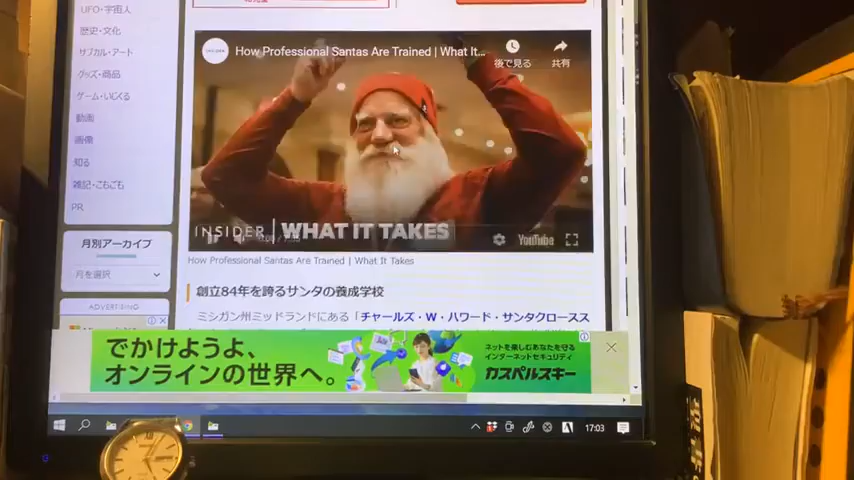 UFO・宇宙人
歴史・文化
サブカル・アート
グッズ・商品
ゲーム・いじくる
動画
画像
知る
雑記・こもごも
PR
月別アーカイブ
月を選択
ADVERTISING
INSIDER
How Professional Santas Are Trained | What It...
後で見る
共有
INSIDER | WHAT IT TAKES
YouTube
How Professional Santas Are Trained | What It Takes
創立84年を誇るサンタの養成学校
ミシガン州ミッドランドにある「チャールズ・W・ハワード・サンタクロースス
でかけようよ、
オンラインの世界へ。
ネットを楽しむあなたを守る
インターネットセキュリティ
カスペルスキー
17:03